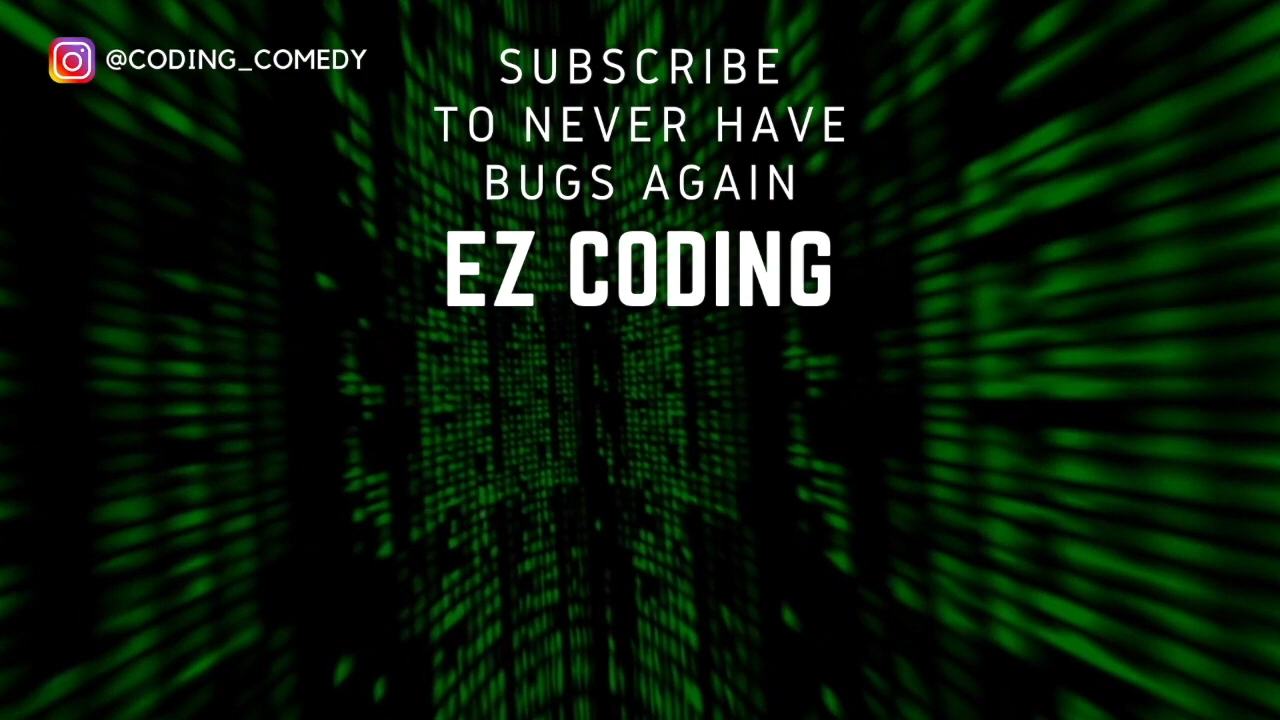 @CODING_COMEDY
SUBSCRIBE
TO NEVER HAVE
BUGS AGAIN
EZ CODING